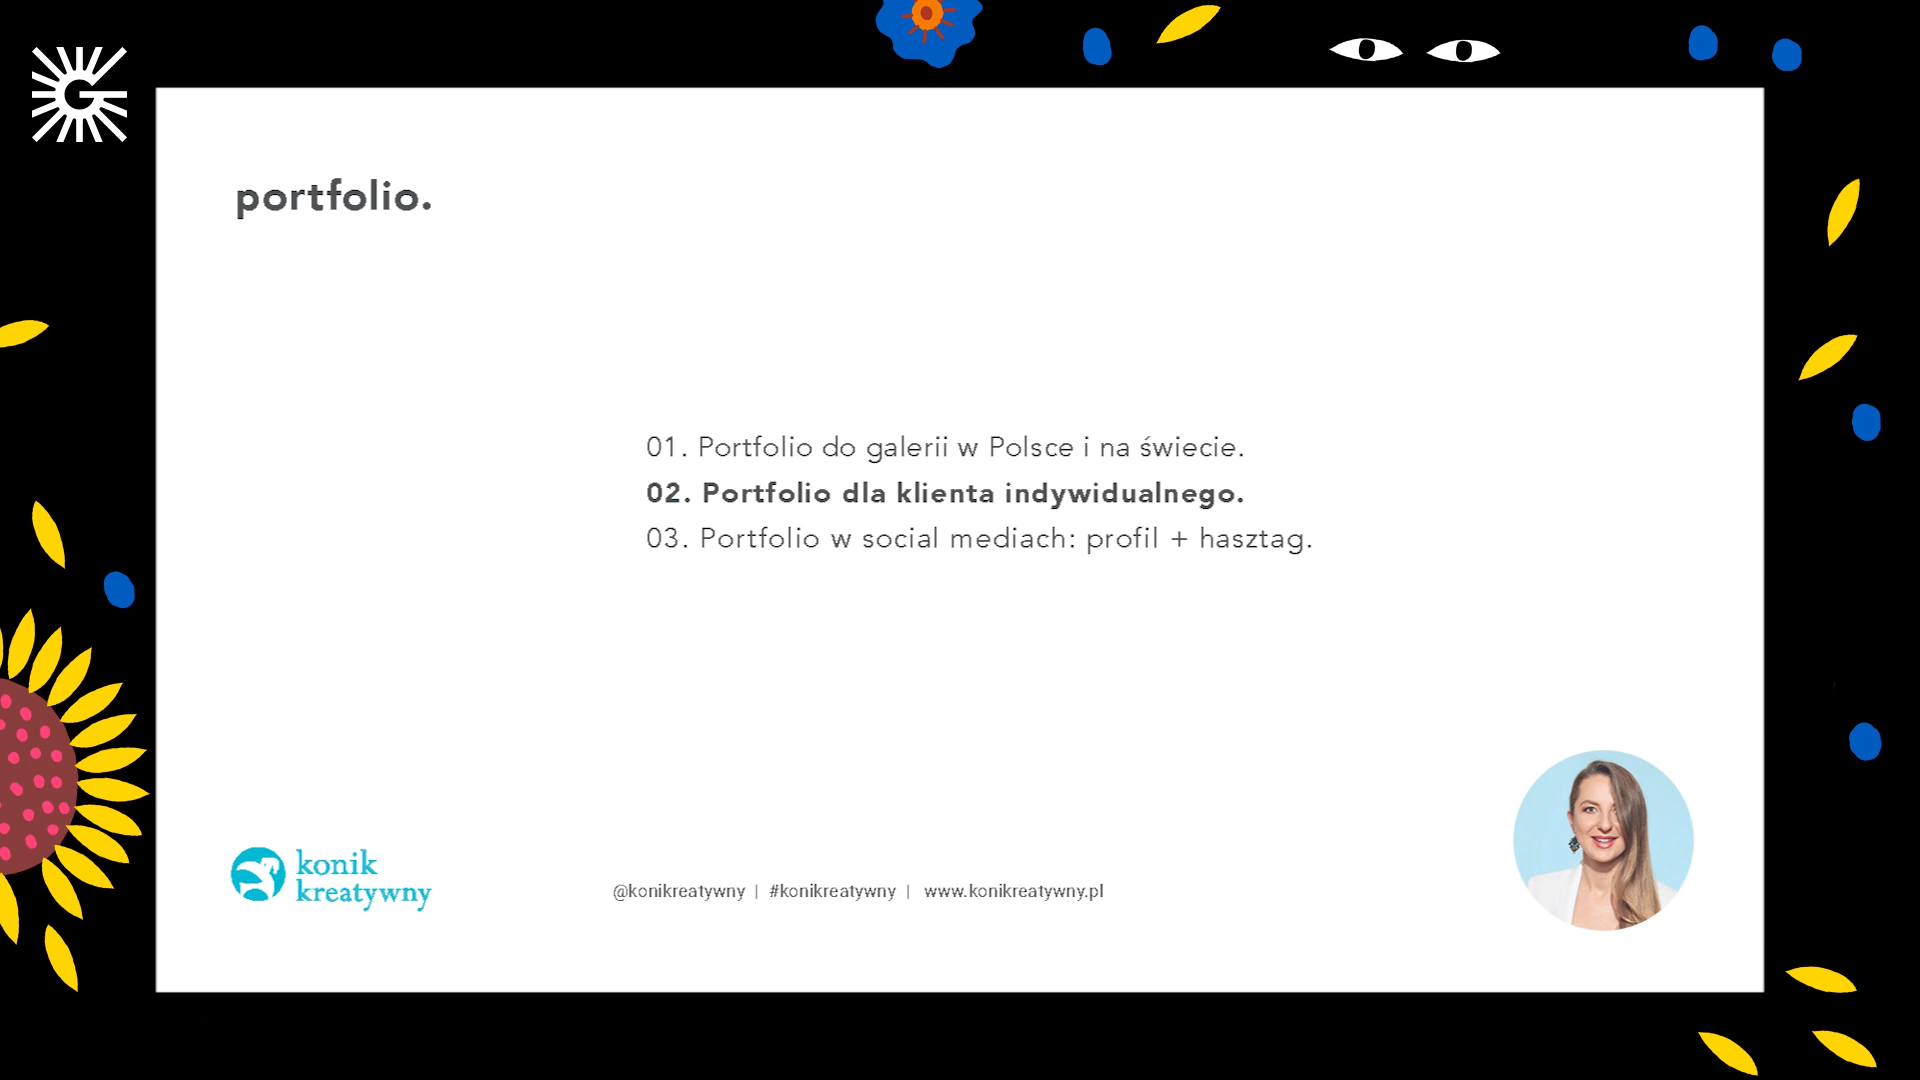 portfolio.
01. Portfolio do galerii w Polsce i na świecie.
02. Portfolio dla klienta indywidualnego.
03. Portfolio w social mediach: profil + hasztag.
konik
kreatywny
@konikreatywny | #konikreatywny | www.konikreatywny.pl